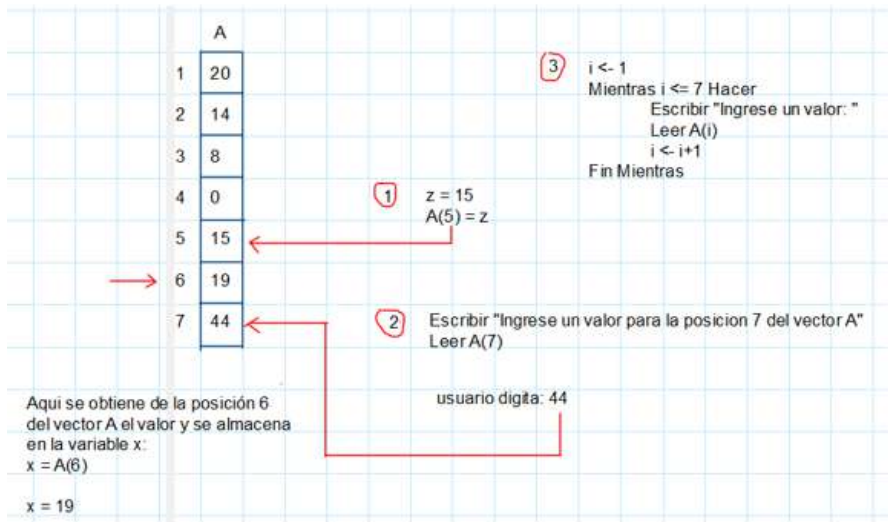 A
1 20
2 14
3 8
4 0
5 15
6 19
7 44
1
z = 15
A(5) = z
2
Escribir "Ingrese un valor para la posicion 7 del vector A"
Leer A(7)
usuario digita: 44
3
i <- 1
Mientras i <= 7 Hacer
Escribir "Ingrese un valor: "
Leer A(i)
i <- i+1
Fin Mientras
Aqui se obtiene de la posición 6
del vector A el valor y se almacena
en la variable x:
x = A(6)
x = 19